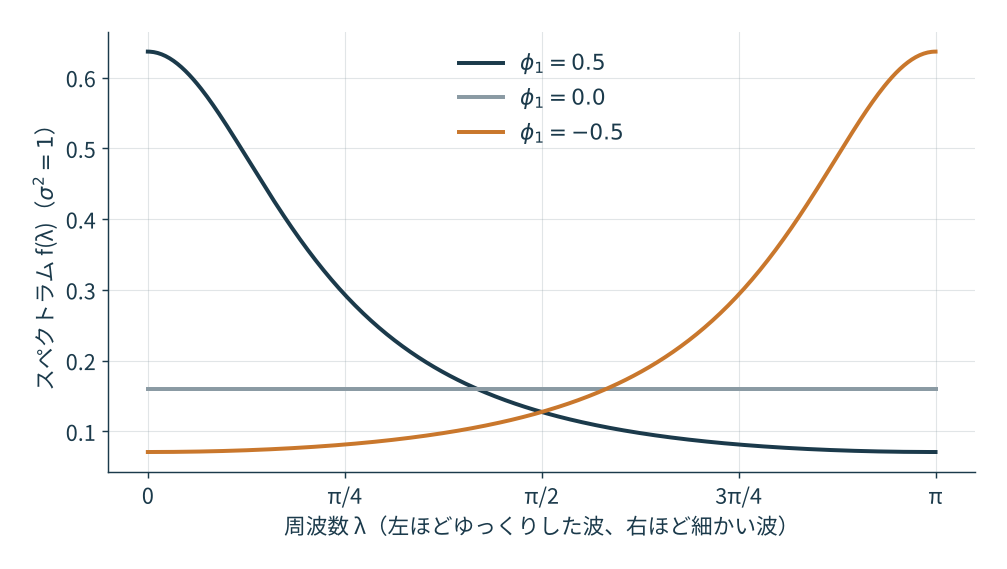 ϕ₁ = 0.5
ϕ₁ = 0.0
ϕ₁ = −0.5
スペクトラム f(λ)（σ² = 1）
0.6
0.5
0.4
0.3
0.2
0.1
0 π/4 π/2 3π/4 π
周波数 λ（左ほどゆっくりした波、右ほど細かい波）